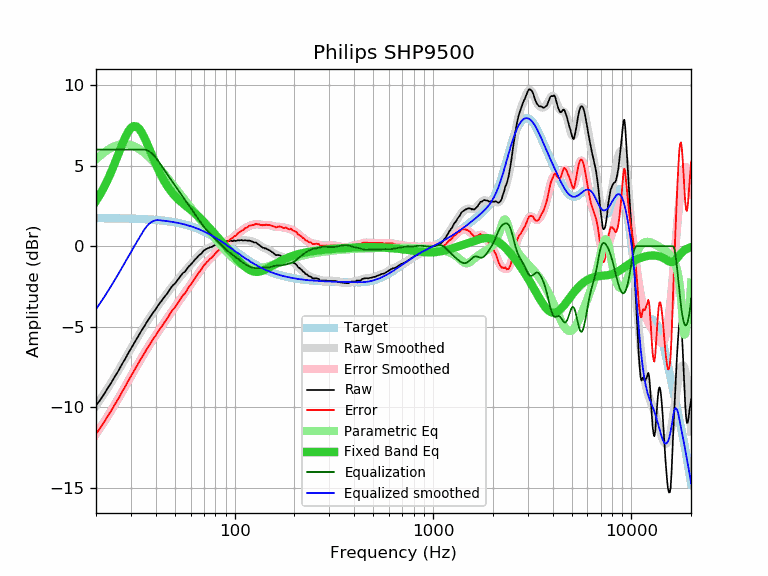 Philips SHP9500
Amplitude (dBr)
10
5
0
−5
−10
−15
Target
Raw Smoothed
Error Smoothed
Raw
Error
Parametric Eq
Fixed Band Eq
Equalization
Equalized smoothed
100
1000
10000
Frequency (Hz)